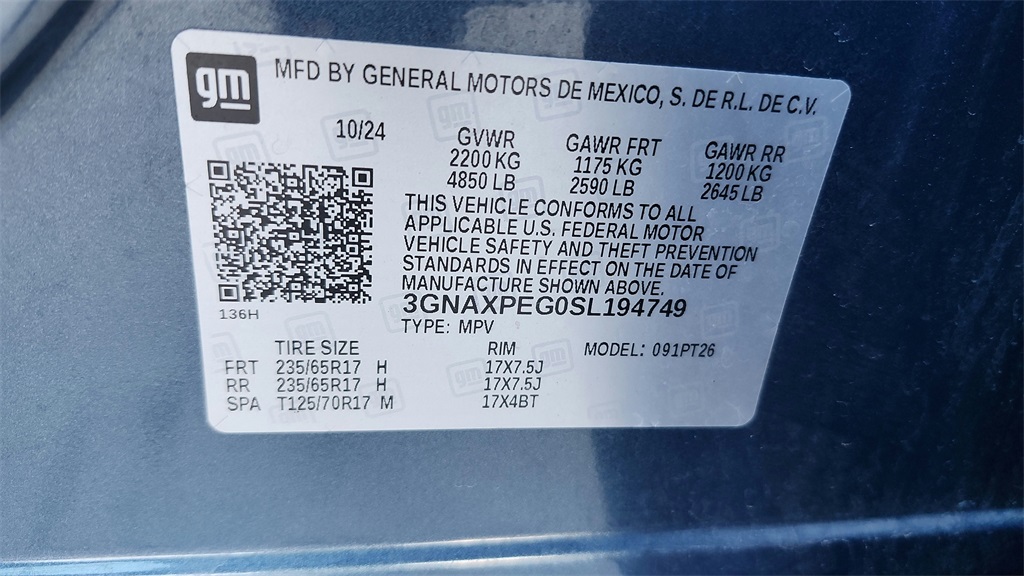 gm
MFD BY GENERAL MOTORS DE MEXICO, S. DE R.L. DE C.V.
10/24
GVWR GAWR FRT GAWR RR
2200 KG 1175 KG 1200 KG
4850 LB 2590 LB 2645 LB
THIS VEHICLE CONFORMS TO ALL
APPLICABLE U.S. FEDERAL MOTOR
VEHICLE SAFETY AND THEFT PREVENTION
STANDARDS IN EFFECT ON THE DATE OF
MANUFACTURE SHOWN ABOVE.
136H
3GNAXPEG0SL194749
TYPE: MPV
TIRE SIZE RIM MODEL: 091PT26
FRT 235/65R17 H 17X7.5J
RR 235/65R17 H 17X7.5J
SPA T125/70R17 M 17X4BT